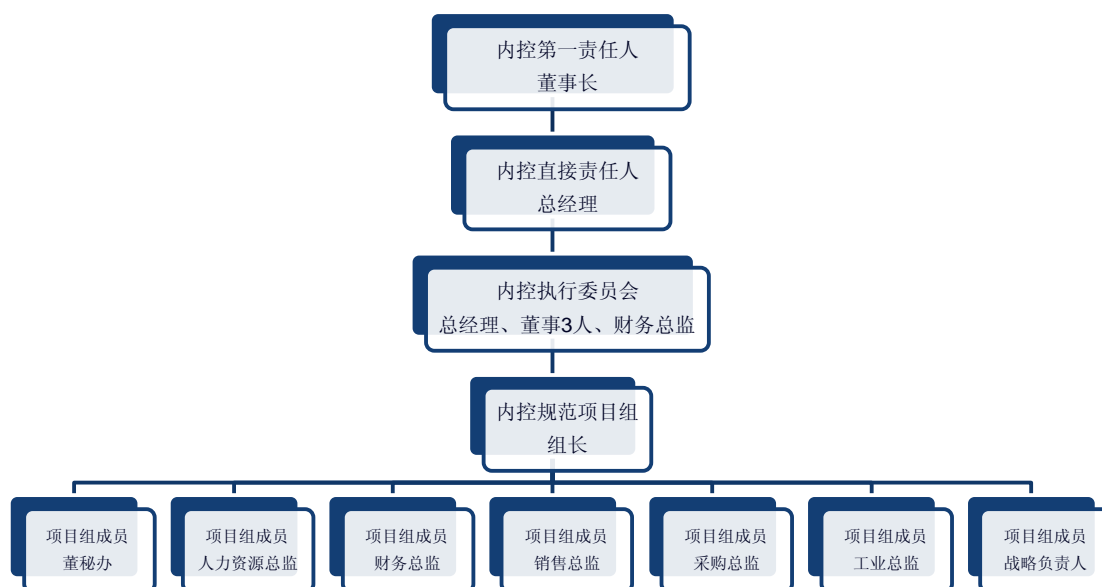 内控第一责任人
董事长
内控直接责任人
总经理
内控执行委员会
总经理、董事3人、财务总监
内控规范项目组
组长
项目组成员
董秘办
项目组成员
人力资源总监
项目组成员
财务总监
项目组成员
销售总监
项目组成员
采购总监
项目组成员
工业总监
项目组成员
战略负责人